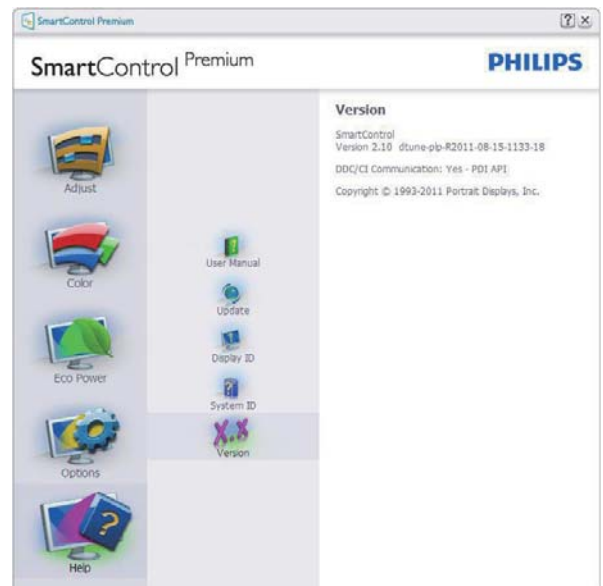 SmartControl Premium
SmartControl Premium
PHILIPS
Adjust
Color
Eco Power
Options
Help
User Manual
Update
Display ID
System ID
X.X
Version
Version
SmartControl
Version 2.10 dtune-plp-R2011-08-15-1133-18
DDC/CI Communication: Yes - PDI API
Copyright © 1993-2011 Portrait Displays, Inc.